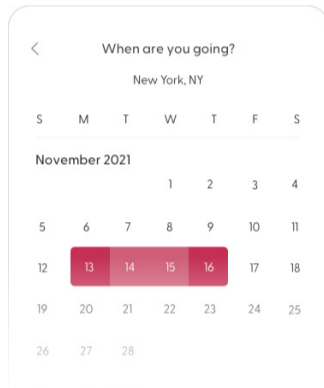 When are you going?
New York, NY
S M T W T F S
November 2021
1 2 3 4
5 6 7 8 9 10 11
12 13 14 15 16 17 18
19 20 21 22 23 24 25
26 27 28